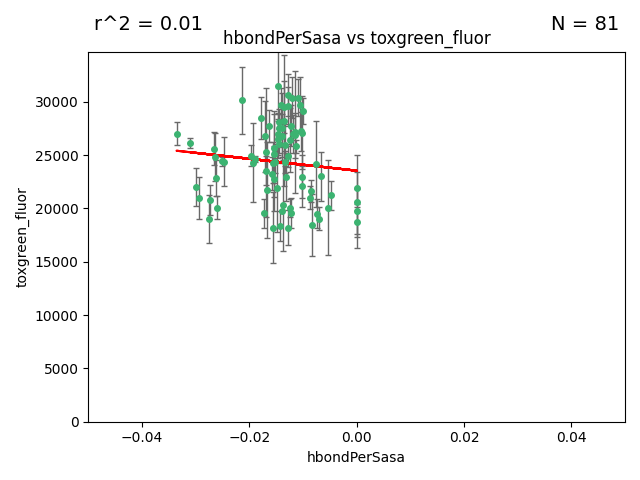 r^2 = 0.01
N = 81
hbondPerSasa vs toxgreen_fluor
toxgreen_fluor
30000
25000
20000
15000
10000
5000
0
−0.04
−0.02
0.00
0.02
0.04
hbondPerSasa